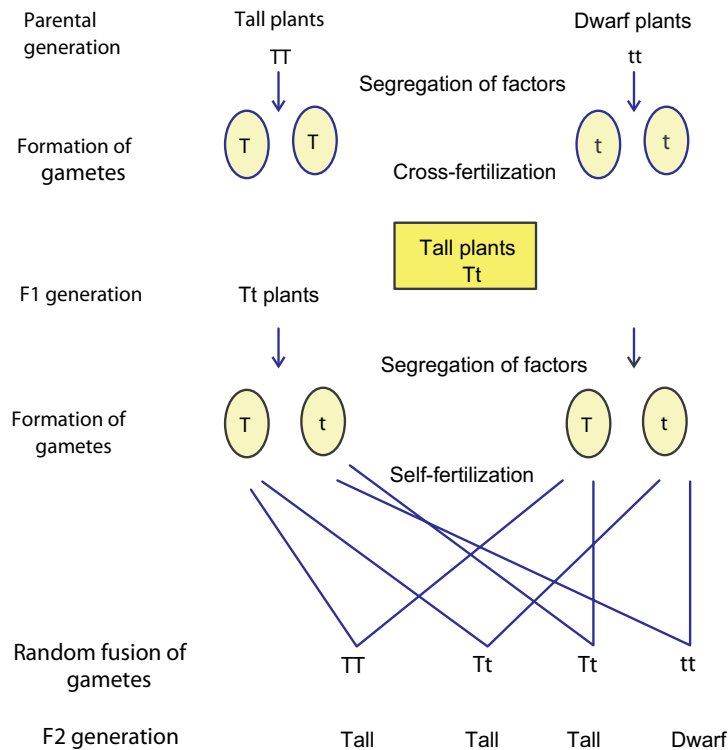 Parental
generation
Tall plants
Dwarf plants
TT
tt
Segregation of factors
Formation of
gametes
T
T
t
t
Cross-fertilization
Tall plants
Tt
F1 generation
Tt plants
Segregation of factors
Formation of
gametes
T
t
T
t
Self-fertilization
Random fusion of
gametes
TT
Tt
Tt
tt
F2 generation
Tall
Tall
Tall
Dwarf